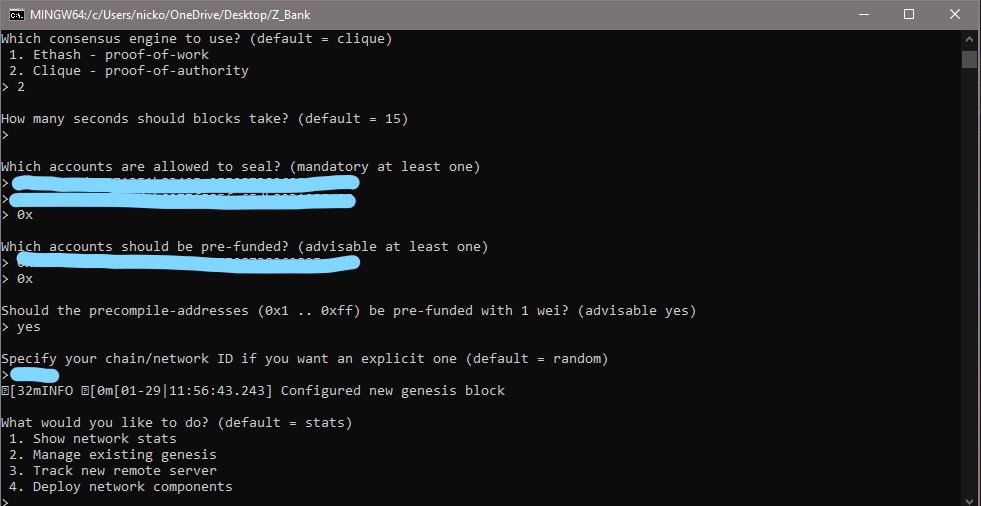 MINGW64:/c/Users/nicko/OneDrive/Desktop/Z_Bank
Which consensus engine to use? (default = clique)
1. Ethash - proof-of-work
2. Clique - proof-of-authority
> 2
How many seconds should blocks take? (default = 15)
>
Which accounts are allowed to seal? (mandatory at least one)
>
>
> 0x
Which accounts should be pre-funded? (advisable at least one)
>
> 0x
Should the precompile-addresses (0x1 .. 0xff) be pre-funded with 1 wei? (advisable yes)
> yes
Specify your chain/network ID if you want an explicit one (default = random)
>
[32mINFO [0m[01-29|11:56:43.243] Configured new genesis block
What would you like to do? (default = stats)
1. Show network stats
2. Manage existing genesis
3. Track new remote server
4. Deploy network components
>